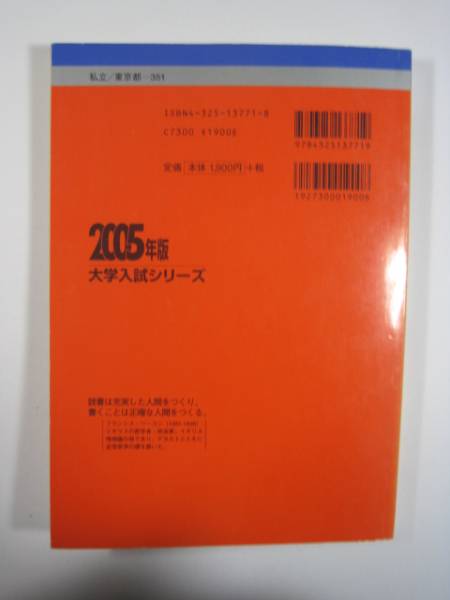 私立／東京都—351
ISBN4-325-13771-8
C7300 ¥1900E
定価 本体 1,900円 ＋税
9784325137719
1927300019008
2005年版
大学入試シリーズ
読書は充実した人間をつくり、
書くことは正確な人間をつくる。